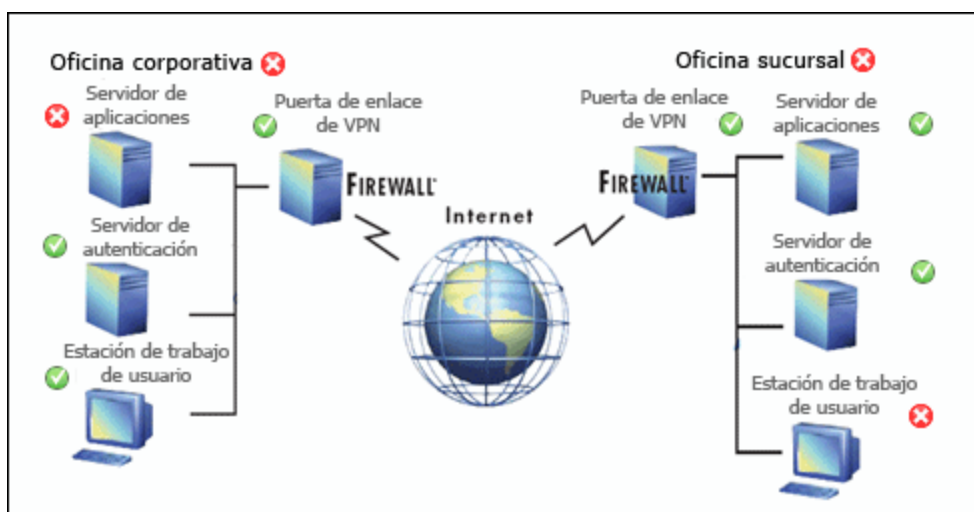 Oficina corporativa
Oficina sucursal
Servidor de
aplicaciones
Puerta de enlace
de VPN
Puerta de enlace
de VPN
Servidor de
aplicaciones
FIREWALL
FIREWALL
Internet
Servidor de
autenticación
Servidor de
autenticación
Estación de trabajo
de usuario
Estación de trabajo
de usuario